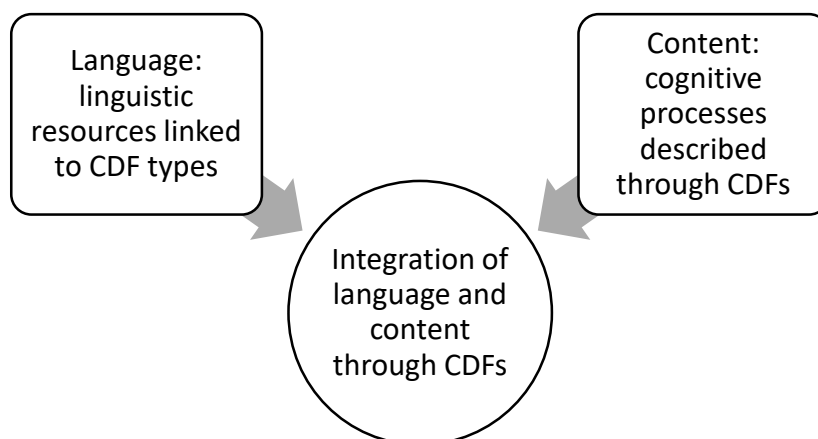 Language:
linguistic
resources linked
to CDF types
Content:
cognitive
processes
described
through CDFs
Integration of
language and
content
through CDFs